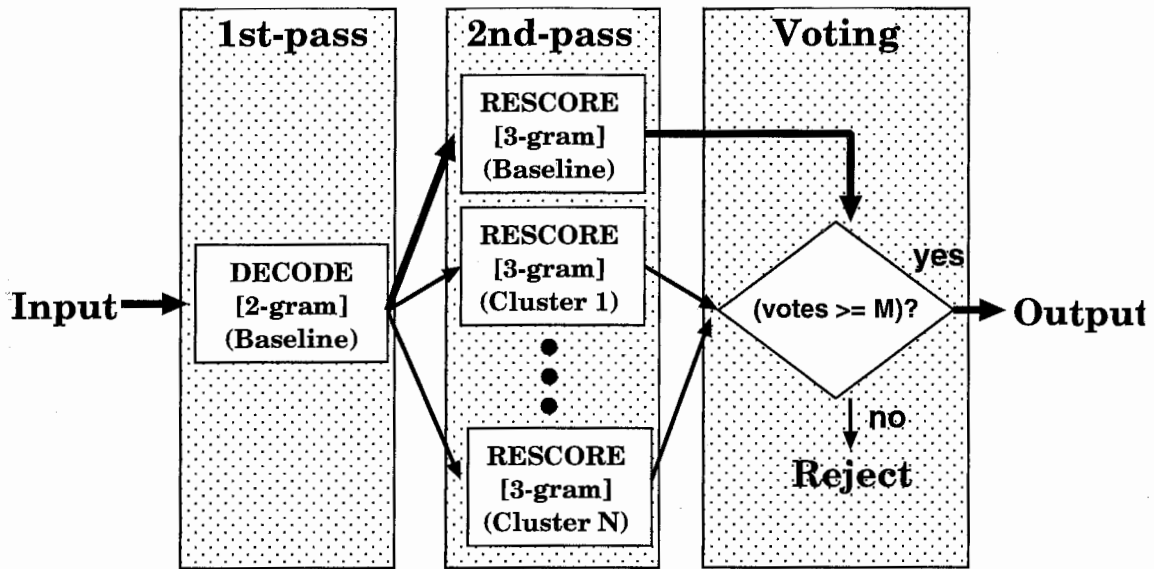 1st-pass
2nd-pass
Voting
Input
DECODE
[2-gram]
(Baseline)
RESCORE
[3-gram]
(Baseline)
RESCORE
[3-gram]
(Cluster 1)
RESCORE
[3-gram]
(Cluster N)
(votes >= M)?
yes
Output
no
Reject